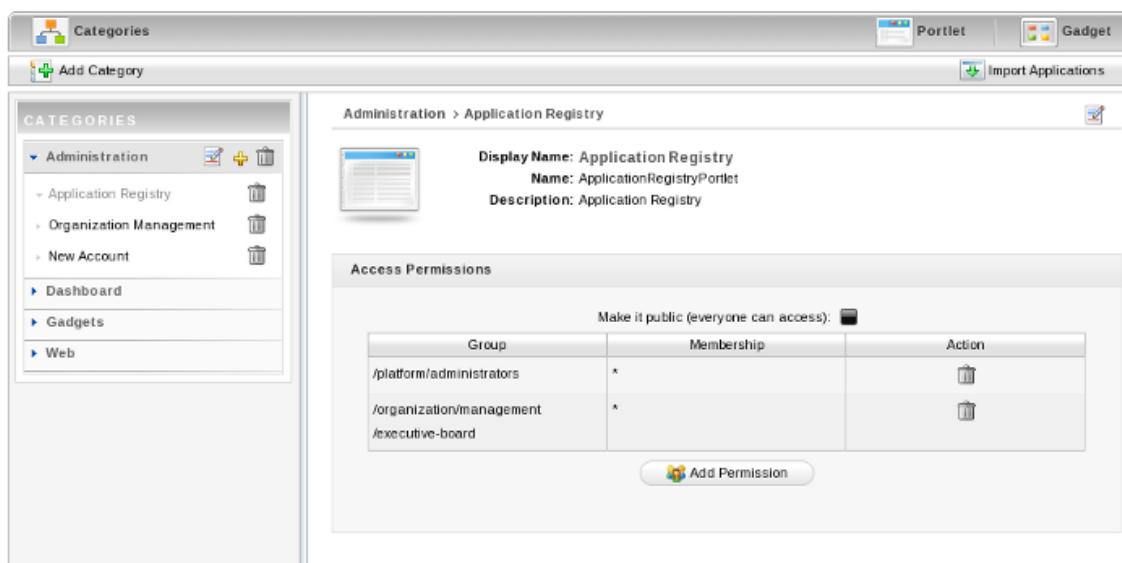 Categories
Portlet
Gadget
Add Category
Import Applications
CATEGORIES
Administration
Application Registry
Organization Management
New Account
Dashboard
Gadgets
Web
Administration > Application Registry
Display Name: Application Registry
Name: ApplicationRegistryPortlet
Description: Application Registry
Access Permissions
Make it public (everyone can access):
Group Membership Action
/platform/administrators *
/organization/management *
/executive-board
Add Permission